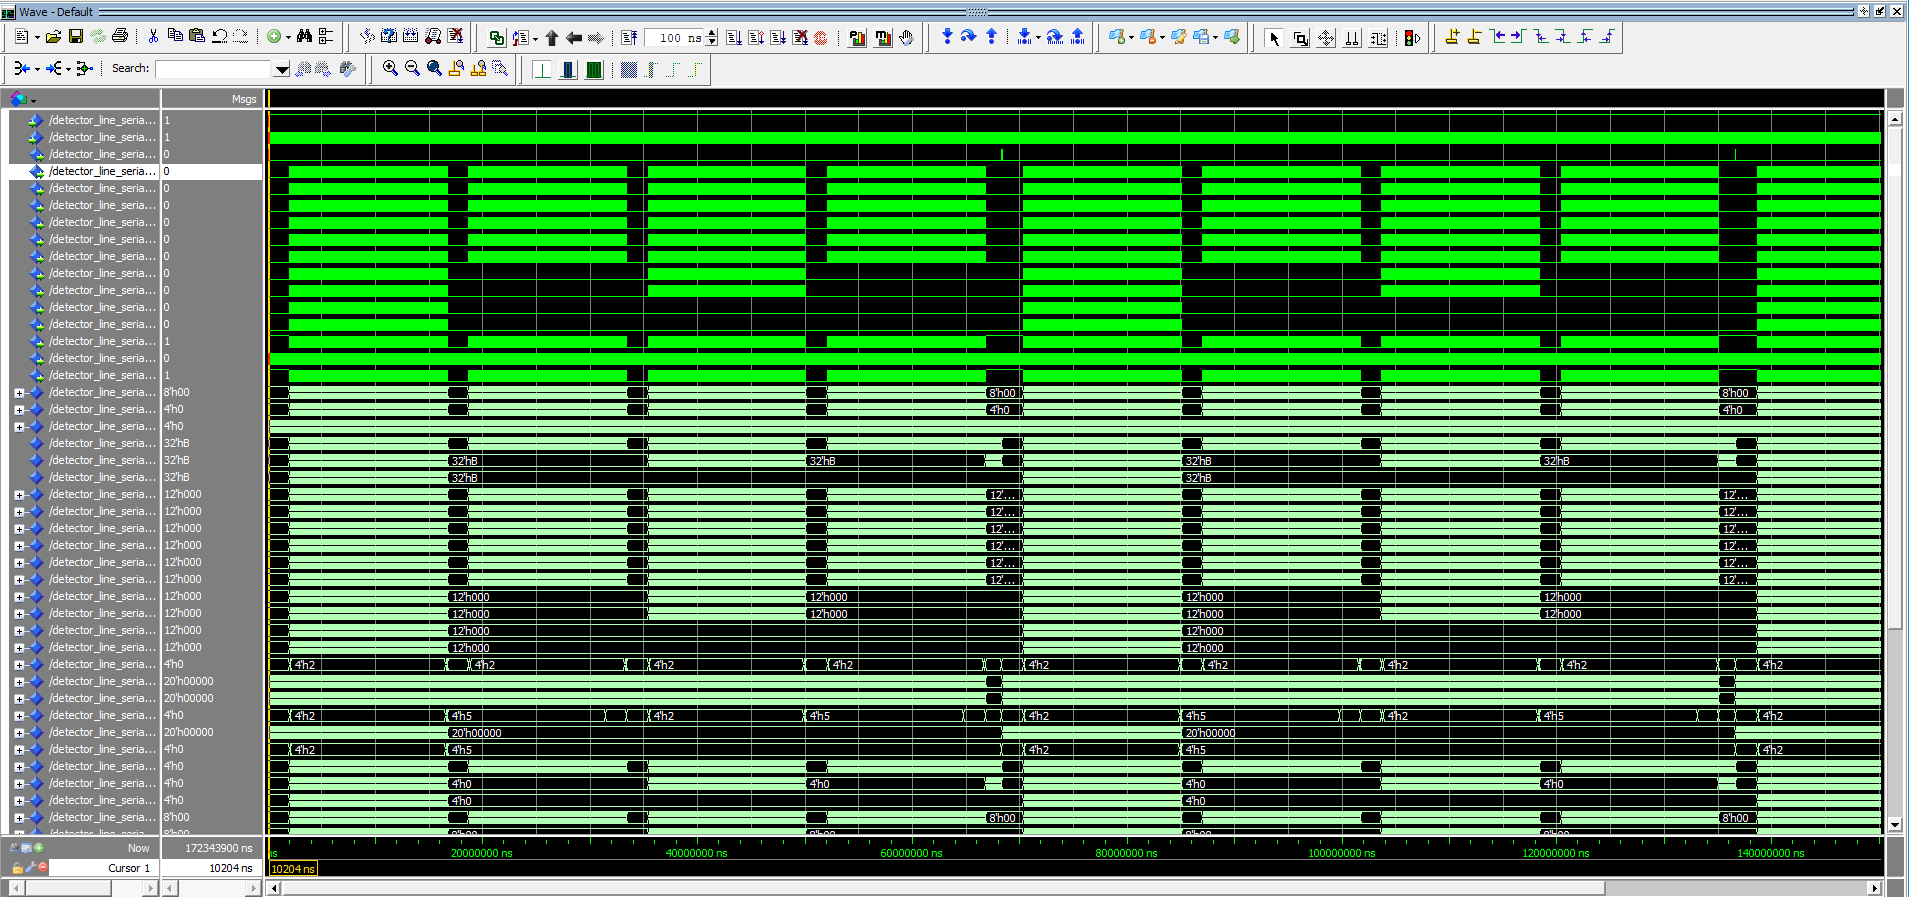 Wave - Default
100 ns
Search:
Msgs
/detector_line_seria... 1
/detector_line_seria... 1
/detector_line_seria... 0
/detector_line_seria... 0
/detector_line_seria... 0
/detector_line_seria... 0
/detector_line_seria... 0
/detector_line_seria... 0
/detector_line_seria... 0
/detector_line_seria... 0
/detector_line_seria... 0
/detector_line_seria... 0
/detector_line_seria... 0
/detector_line_seria... 1
/detector_line_seria... 0
/detector_line_seria... 1
/detector_line_seria... 8'h00 8'h00 8'h00
/detector_line_seria... 4'h0 4'h0 4'h0
/detector_line_seria... 4'h0
/detector_line_seria... 32'hB
/detector_line_seria... 32'hB 32'hB 32'hB 32'hB 32'hB
/detector_line_seria... 32'hB 32'hB 32'hB
/detector_line_seria... 12'h000 12'... 12'...
/detector_line_seria... 12'h000 12'... 12'...
/detector_line_seria... 12'h000 12'... 12'...
/detector_line_seria... 12'h000 12'... 12'...
/detector_line_seria... 12'h000 12'... 12'...
/detector_line_seria... 12'h000 12'... 12'...
/detector_line_seria... 12'h000 12'h000 12'h000 12'h000 12'h000
/detector_line_seria... 12'h000 12'h000 12'h000 12'h000 12'h000
/detector_line_seria... 12'h000 12'h000 12'h000
/detector_line_seria... 12'h000 12'h000 12'h000
/detector_line_seria... 4'h0 4'h2 4'h2 4'h2 4'h2 4'h2 4'h2 4'h2 4'h2 4'h2
/detector_line_seria... 20'h00000
/detector_line_seria... 20'h00000
/detector_line_seria... 4'h0 4'h2 4'h5 4'h2 4'h5 4'h2 4'h5 4'h2 4'h5 4'h2
/detector_line_seria... 20'h00000 20'h00000 20'h00000
/detector_line_seria... 4'h0 4'h2 4'h5 4'h2 4'h5 4'h2
/detector_line_seria... 4'h0
/detector_line_seria... 4'h0 4'h0 4'h0 4'h0 4'h0
/detector_line_seria... 4'h0 4'h0 4'h0
/detector_line_seria... 8'h00 8'h00 8'h00
Now 172343900 ns ns 20000000 ns 40000000 ns 60000000 ns 80000000 ns 100000000 ns 120000000 ns 140000000 ns
Cursor 1 10204 ns 10204 ns